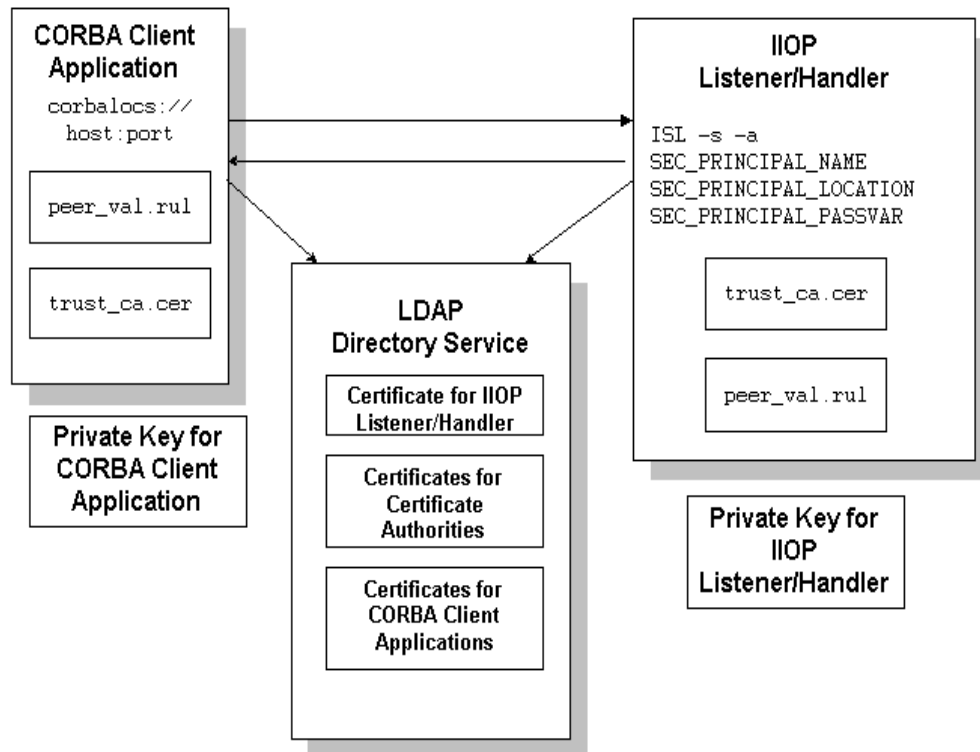 CORBA Client
Application
corbalocs://
host:port
peer_val.rul
trust_ca.cer
Private Key for
CORBA Client
Application
IIOP
Listener/Handler
ISL -s -a
SEC_PRINCIPAL_NAME
SEC_PRINCIPAL_LOCATION
SEC_PRINCIPAL_PASSVAR
trust_ca.cer
peer_val.rul
Private Key for
IIOP
Listener/Handler
LDAP
Directory Service
Certificate for IIOP
Listener/Handler
Certificates for
Certificate
Authorities
Certificates for
CORBA Client
Applications